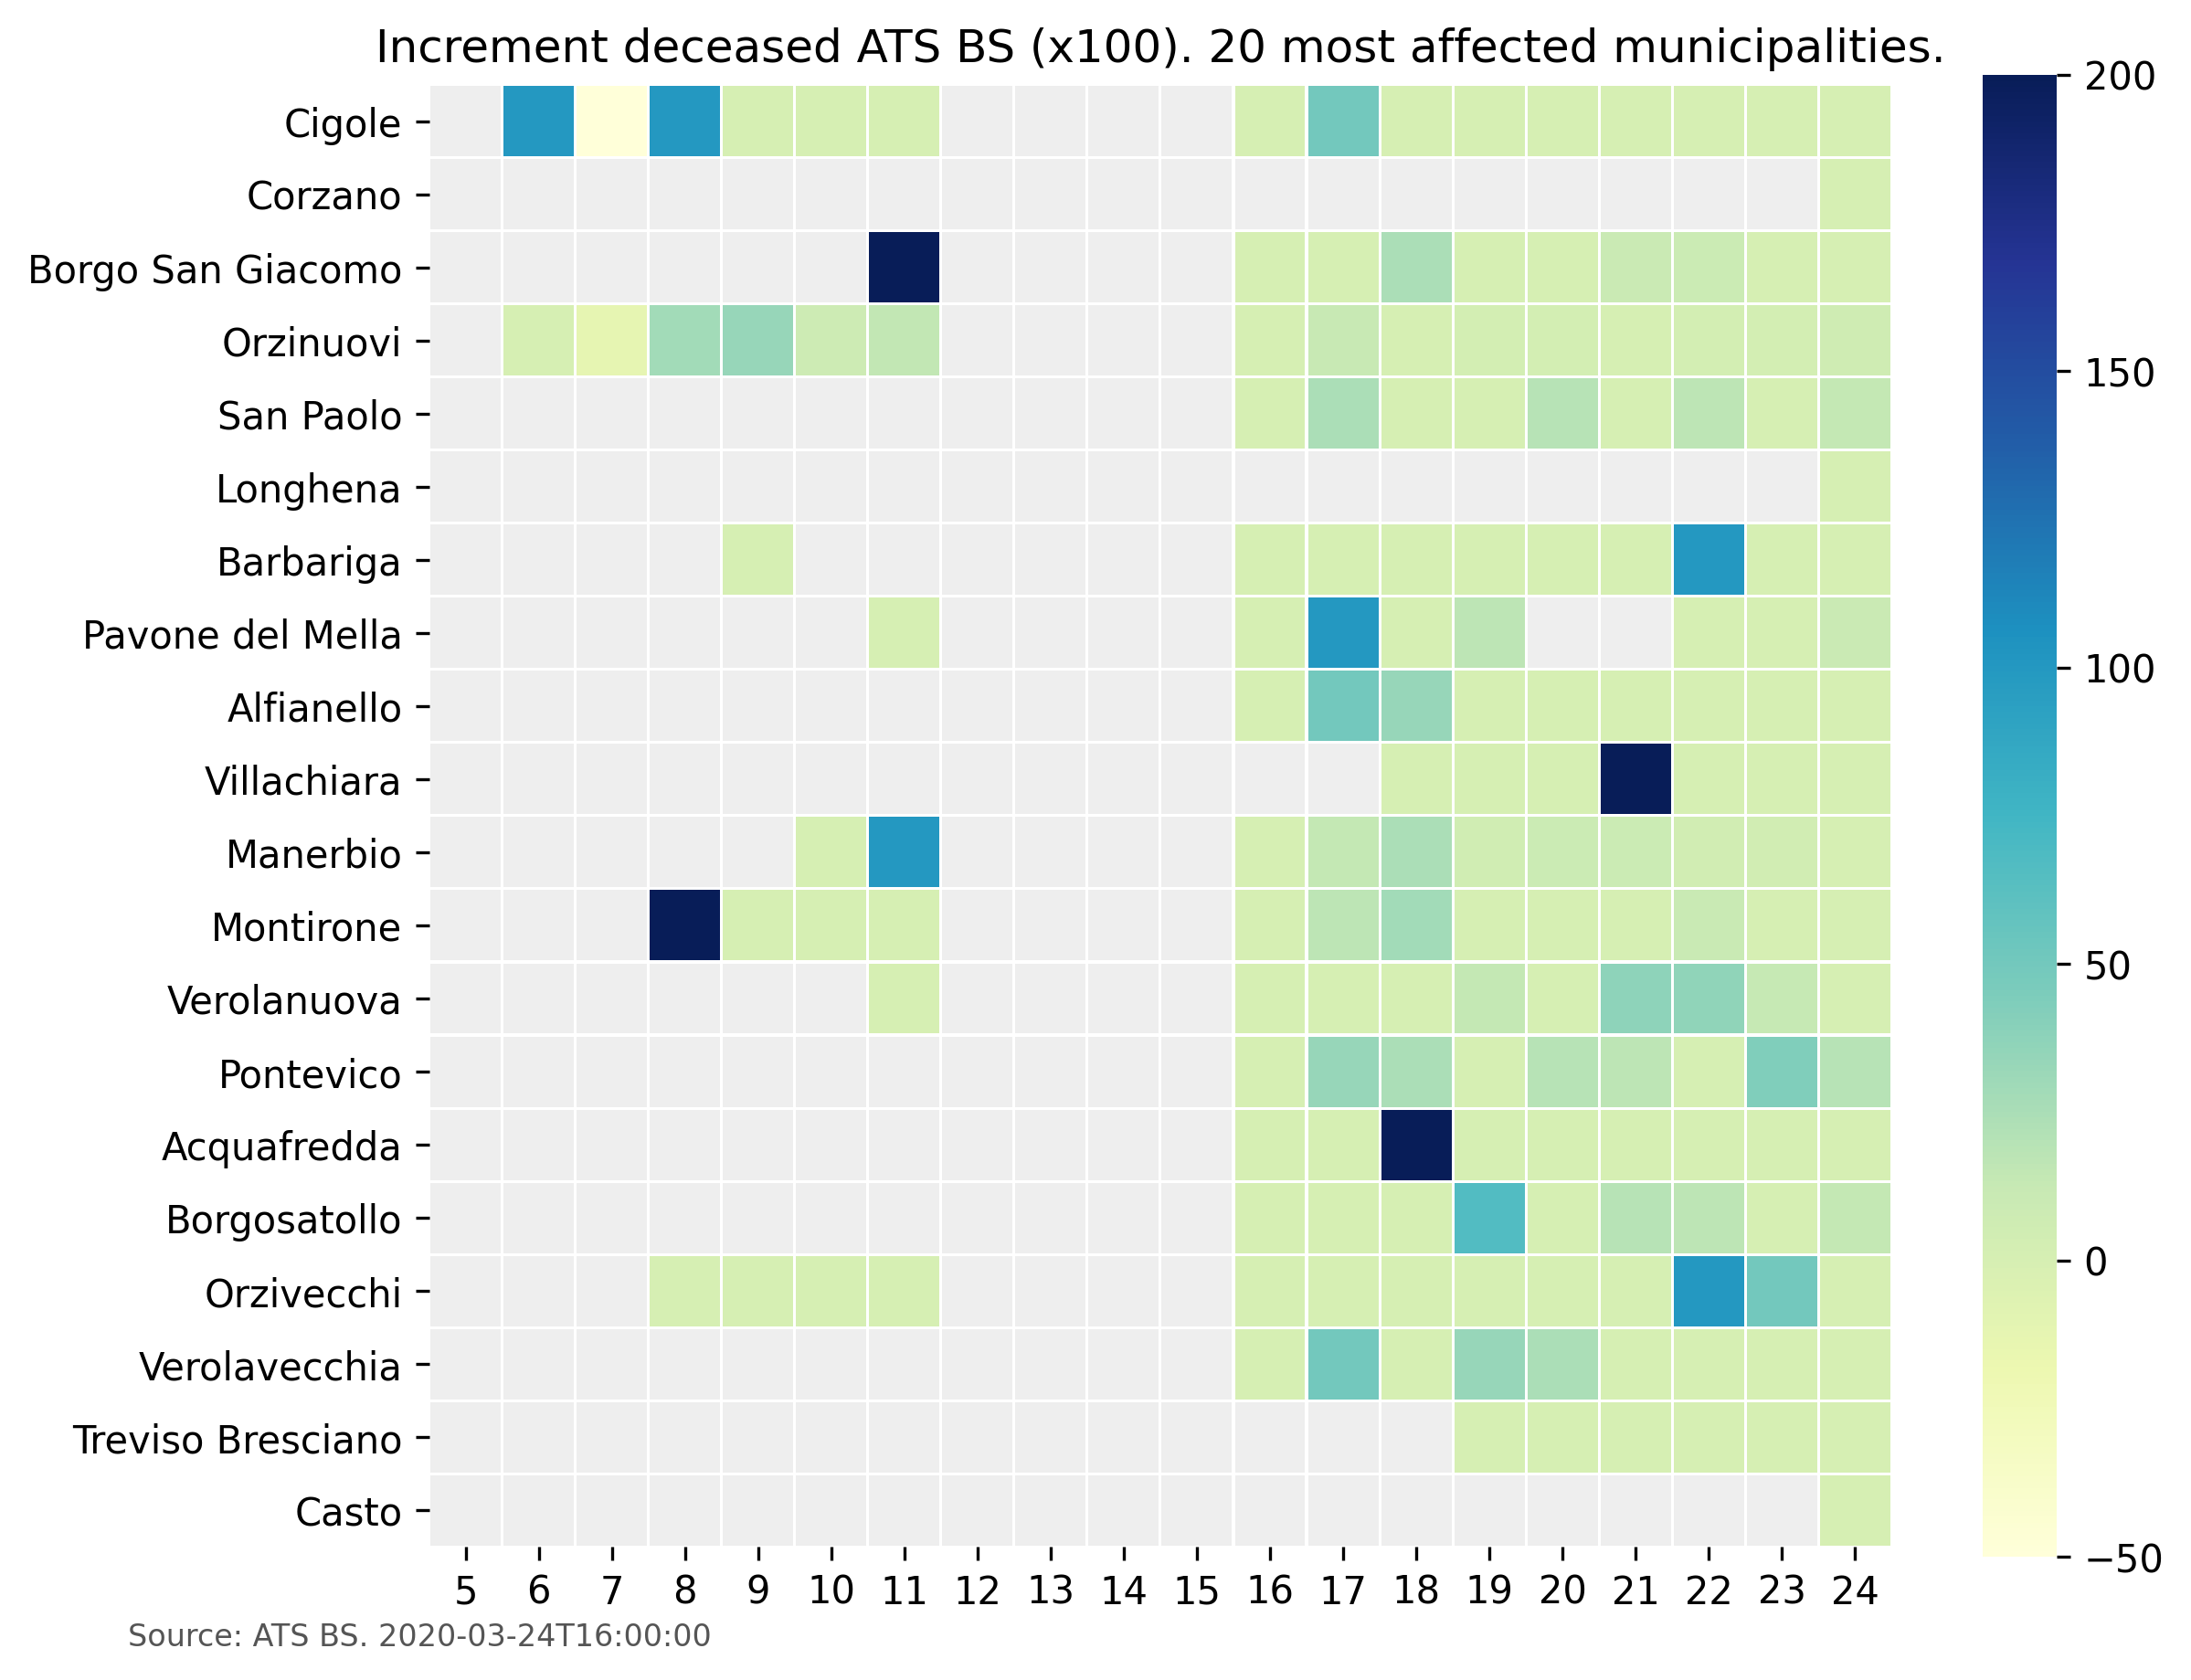 Increment deceased ATS BS (x100). 20 most affected municipalities.
Cigole
Corzano
Borgo San Giacomo
Orzinuovi
San Paolo
Longhena
Barbariga
Pavone del Mella
Alfianello
Villachiara
Manerbio
Montirone
Verolanuova
Pontevico
Acquafredda
Borgosatollo
Orzivecchi
Verolavecchia
Treviso Bresciano
Casto
5 6 7 8 9 10 11 12 13 14 15 16 17 18 19 20 21 22 23 24
200
150
100
50
0
−50
Source: ATS BS. 2020-03-24T16:00:00